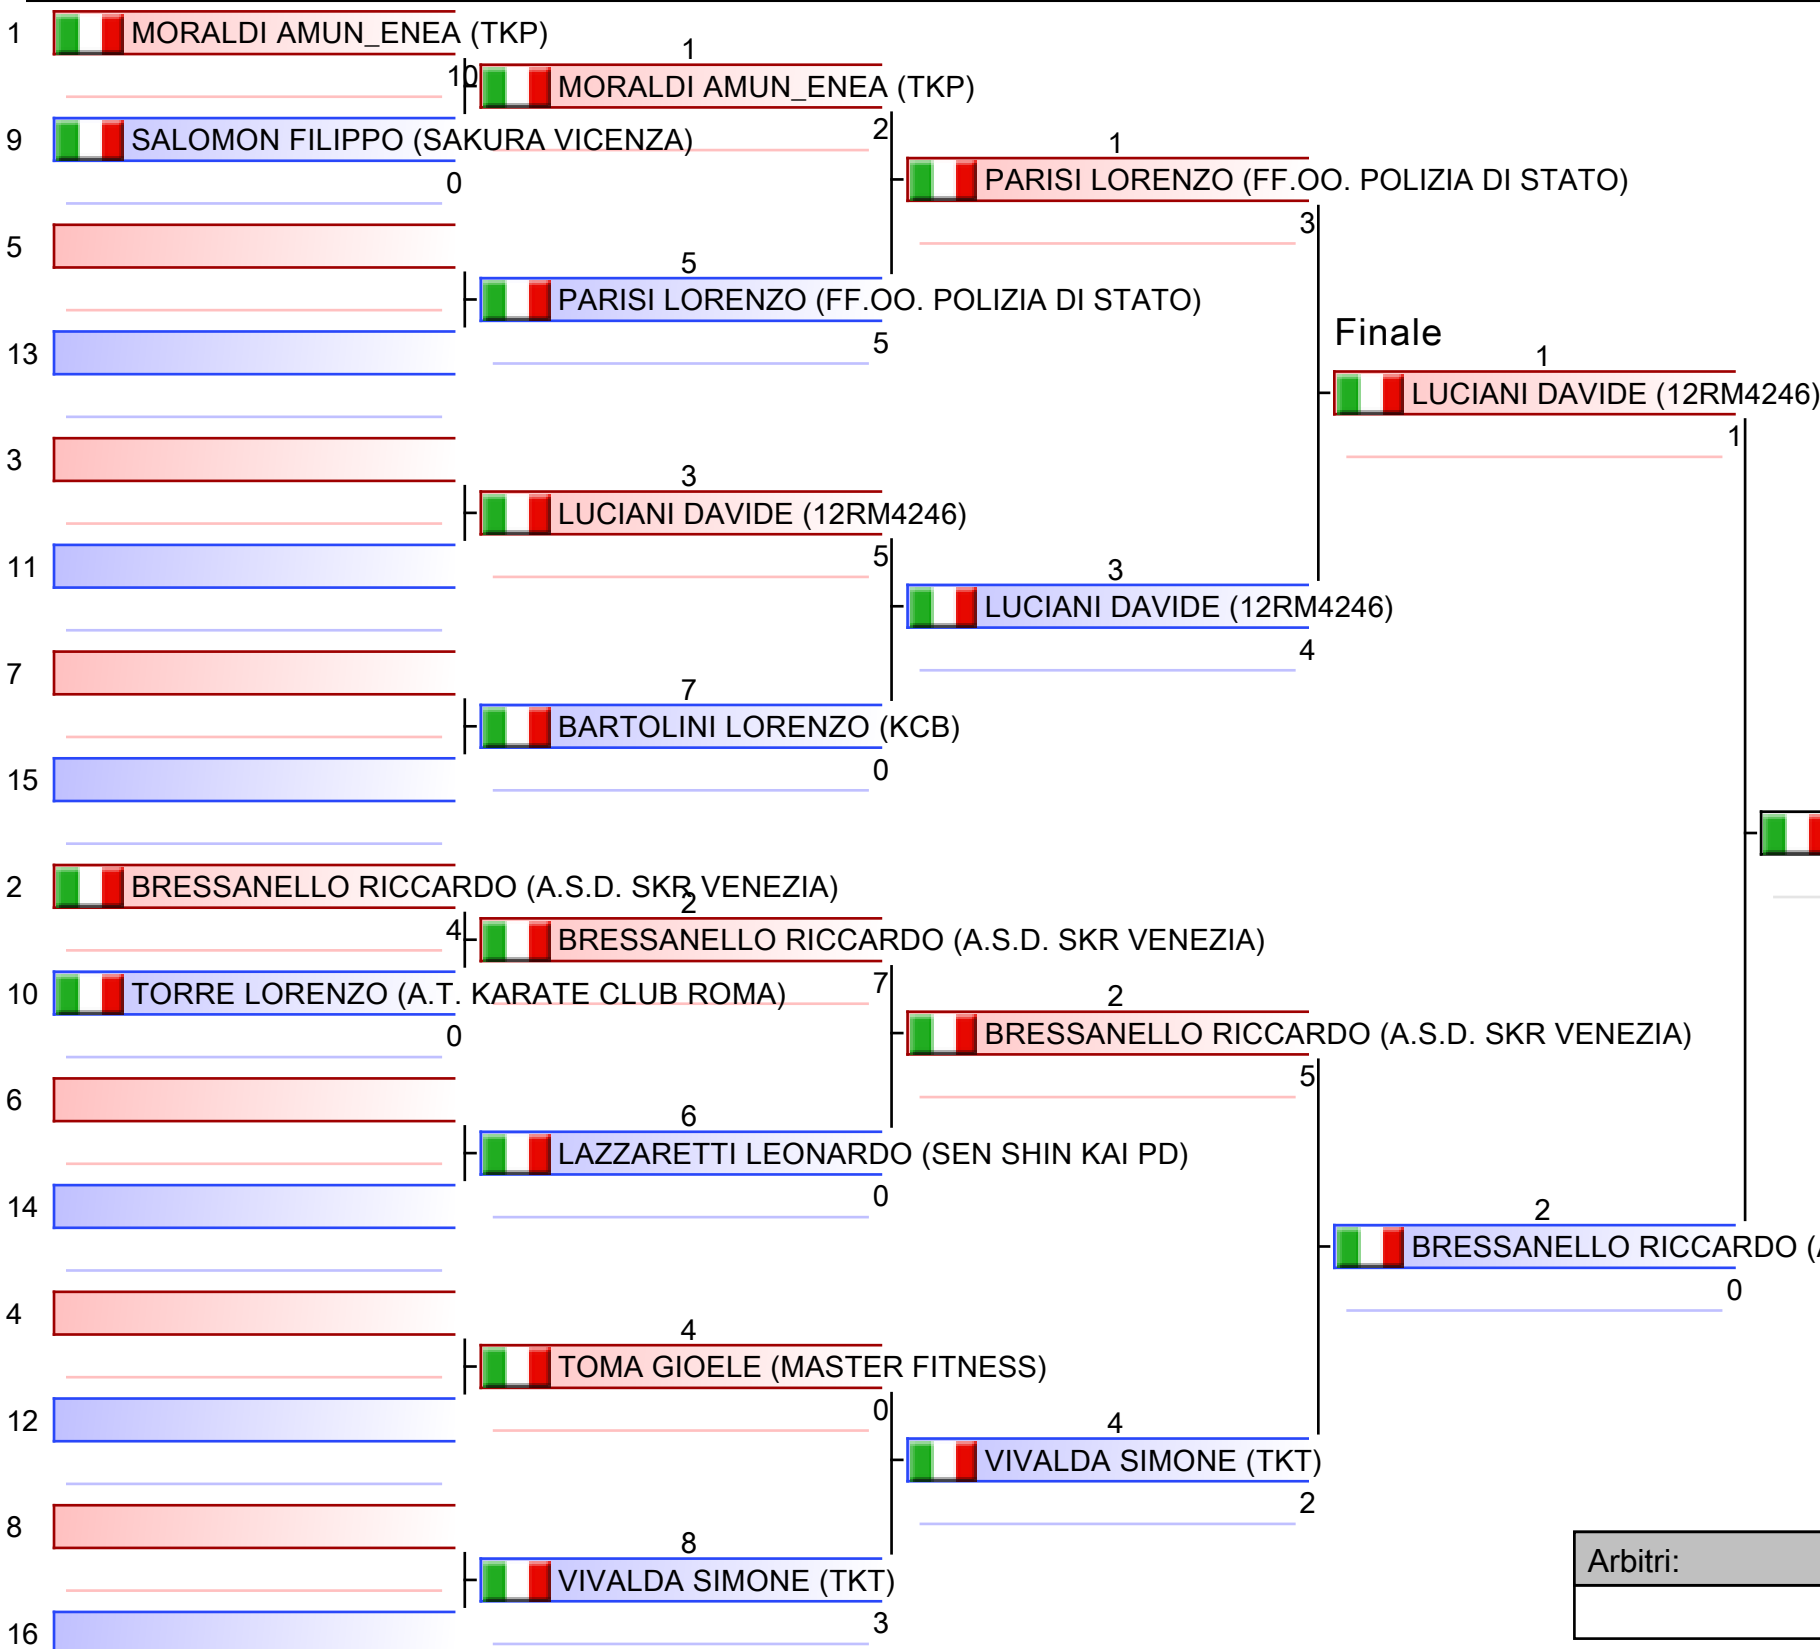 1 MORALDI AMUN_ENEA (TKP)
10
9 SALOMON FILIPPO (SAKURA VICENZA)
0
5
13
3
11
7
15
2 BRESSANELLO RICCARDO (A.S.D. SKR VENEZIA)
4
10 TORRE LORENZO (A.T. KARATE CLUB ROMA)
0
6
14
4
12
8
16
1
MORALDI AMUN_ENEA (TKP)
2
5
PARISI LORENZO (FF.OO. POLIZIA DI STATO)
5
3
LUCIANI DAVIDE (12RM4246)
5
7
BARTOLINI LORENZO (KCB)
0
2
BRESSANELLO RICCARDO (A.S.D. SKR VENEZIA)
7
6
LAZZARETTI LEONARDO (SEN SHIN KAI PD)
0
4
TOMA GIOELE (MASTER FITNESS)
0
8
VIVALDA SIMONE (TKT)
3
1
PARISI LORENZO (FF.OO. POLIZIA DI STATO)
3
3
LUCIANI DAVIDE (12RM4246)
4
2
BRESSANELLO RICCARDO (A.S.D. SKR VENEZIA)
5
4
VIVALDA SIMONE (TKT)
2
Finale
1
LUCIANI DAVIDE (12RM4246)
1
2
BRESSANELLO RICCARDO (
0
Arbitri: